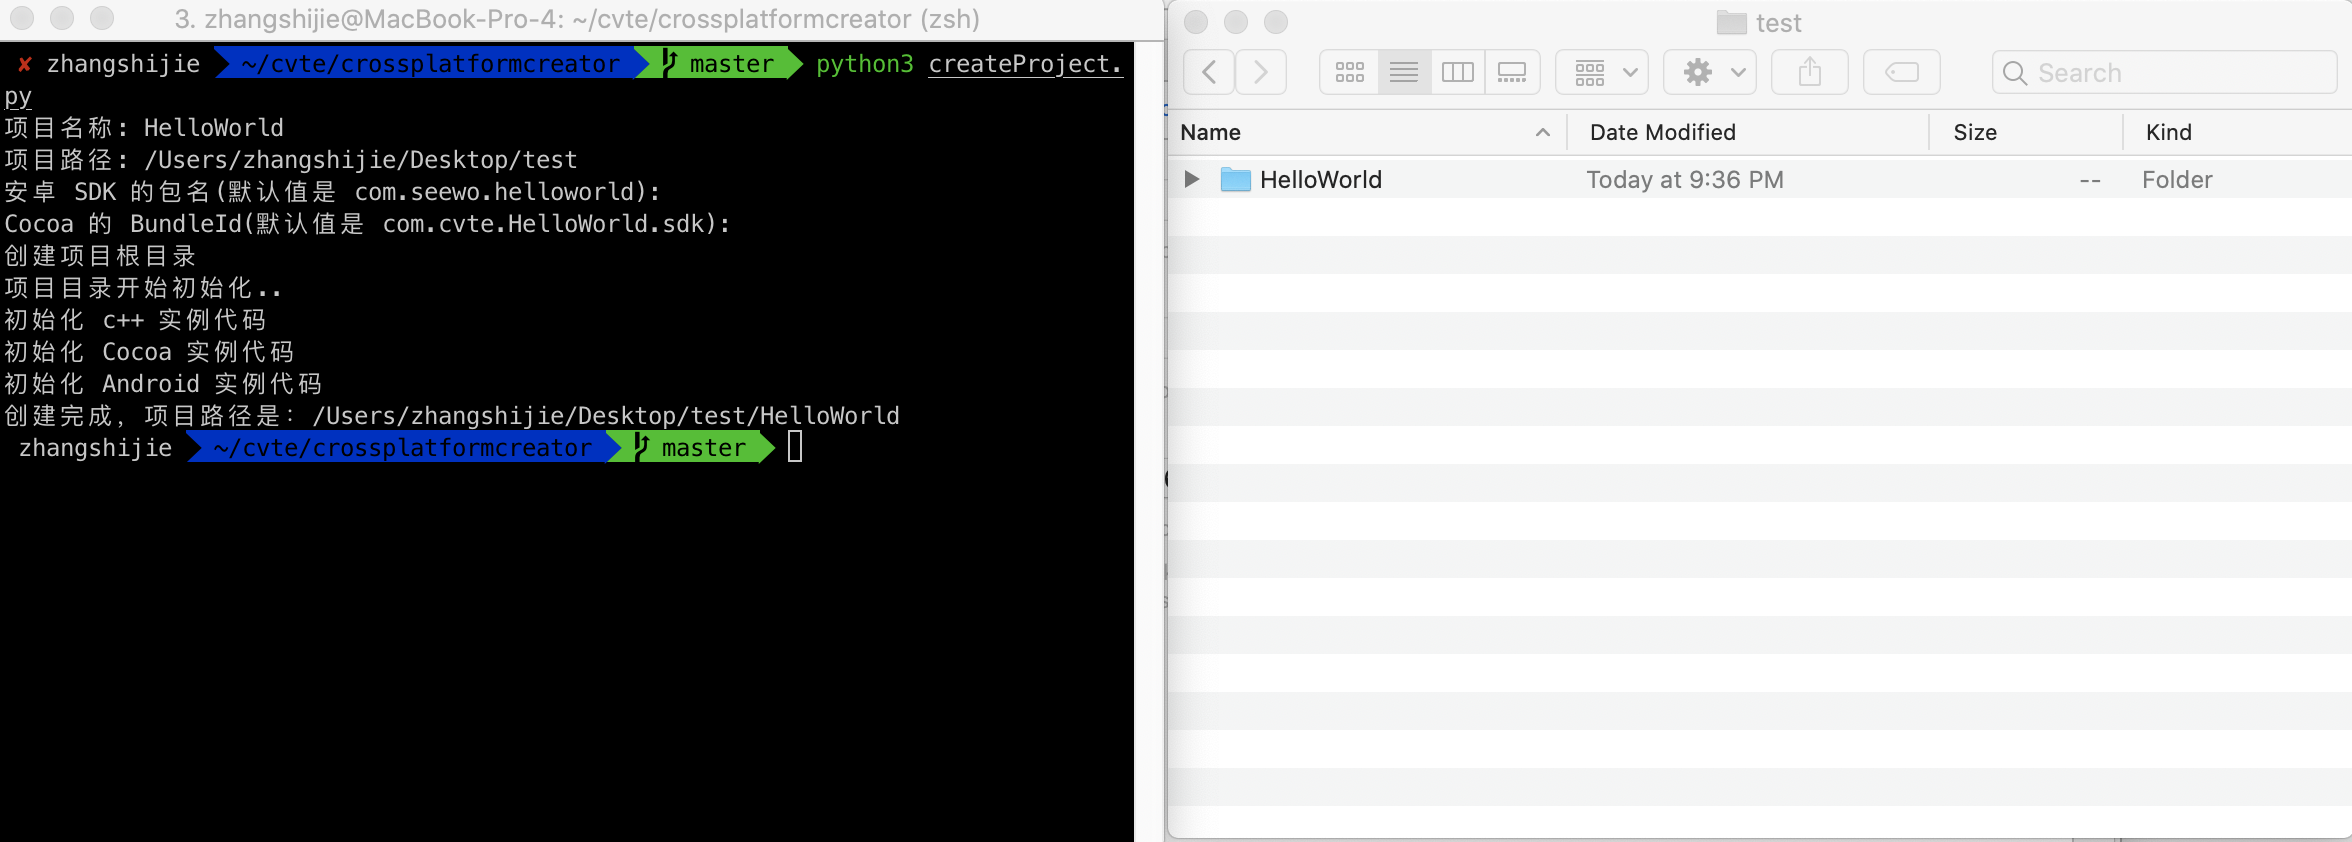 3. zhangshijie@MacBook-Pro-4: ~/cvte/crossplatformcreator (zsh)
✘ zhangshijie ~/cvte/crossplatformcreator master python3 createProject.
py
项目名称: HelloWorld
项目路径: /Users/zhangshijie/Desktop/test
安卓 SDK 的包名(默认值是 com.seewo.helloworld):
Cocoa 的 BundleId(默认值是 com.cvte.HelloWorld.sdk):
创建项目根目录
项目目录开始初始化..
初始化 c++ 实例代码
初始化 Cocoa 实例代码
初始化 Android 实例代码
创建完成, 项目路径是: /Users/zhangshijie/Desktop/test/HelloWorld
zhangshijie ~/cvte/crossplatformcreator master
test
Search
Name Date Modified Size Kind
HelloWorld Today at 9:36 PM -- Folder